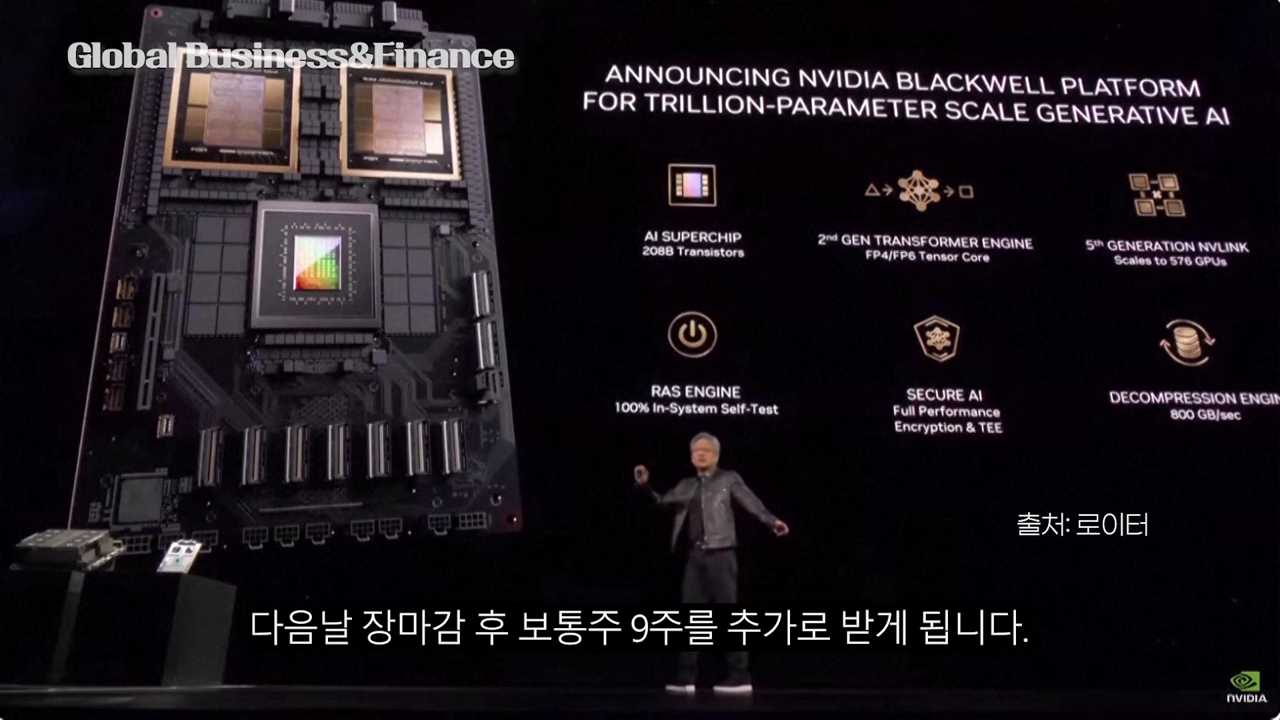 Global Business&Finance
ANNOUNCING NVIDIA BLACKWELL PLATFORM
FOR TRILLION-PARAMETER SCALE GENERATIVE AI
AI SUPERCHIP
208B Transistors
2nd GEN TRANSFORMER ENGINE
FP4/FP6 Tensor Core
5th GENERATION NVLINK
Scales to 576 GPUs
RAS ENGINE
100% In-System Self-Test
SECURE AI
Full Performance
Encryption & TEE
DECOMPRESSION ENGIN
800 GB/sec
출처: 로이터
다음날 장마감 후 보통주 9주를 추가로 받게 됩니다.
NVIDIA